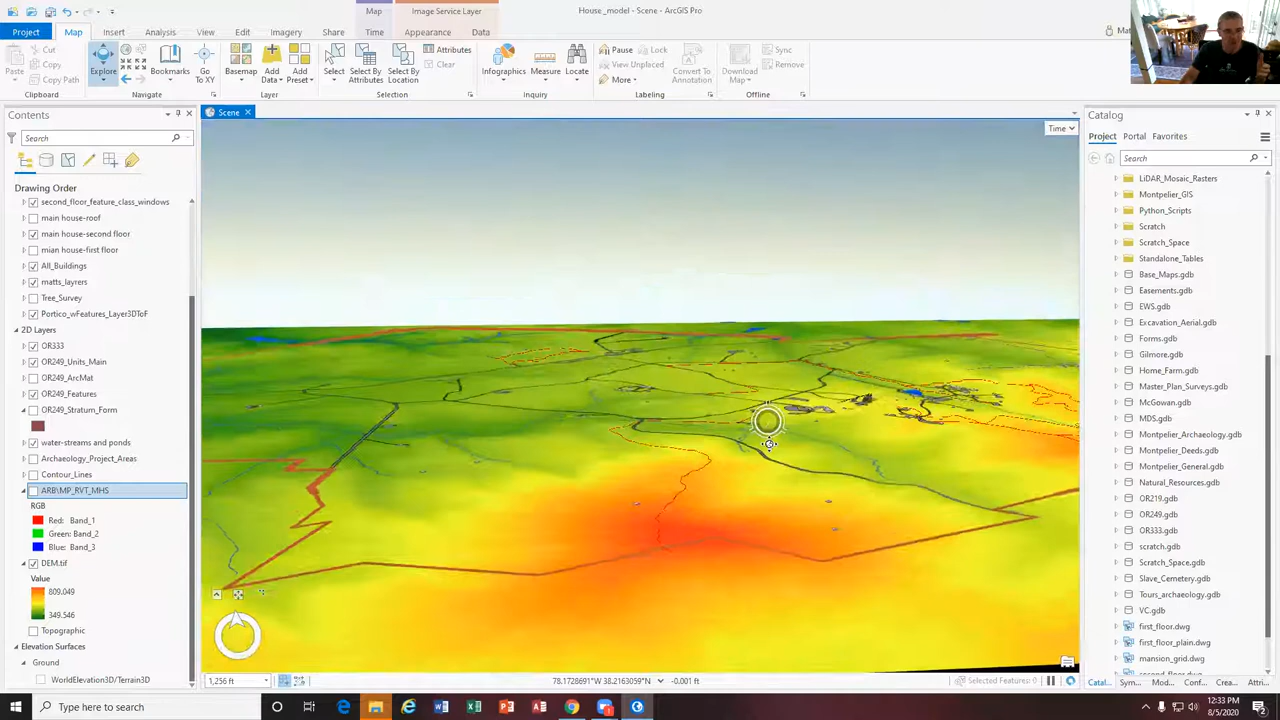 House_model - Scene - ArcGIS Pro
Map
Image Service Layer
Project
Map
Insert
Analysis
View
Edit
Imagery
Share
Time
Appearance
Data
Paste
Cut
Copy
Copy Path
Clipboard
Explore
Bookmarks
Go To XY
Navigate
Basemap
Add Data
Add Preset
Layer
Select
Select By Attributes
Select By Location
Attributes
Clear
Selection
Infographics
Measure
Locate
Inquiry
Pause
Lock
View Unplaced
More
Labeling
Convert To Annotation
Download Map
Sync
Remove
Offline
Contents
Search
Drawing Order
second_floor_feature_class_windows
main house-roof
main house-second floor
mian house-first floor
All_Buildings
matts_layrers
Tree_Survey
Portico_wFeatures_Layer3DToF
2D Layers
OR333
OR249_Units_Main
OR249_ArcMat
OR249_Features
OR249_Stratum_Form
water-streams and ponds
Archaeology_Project_Areas
Contour_Lines
ARB\MP_RVT_MHS
RGB
Red: Band_1
Green: Band_2
Blue: Band_3
DEM.tif
Value
809.049
349.546
Topographic
Elevation Surfaces
Ground
WorldElevation3D/Terrain3D
Scene
Time
1,256 ft
78.1728691°W 38.2163059°N
-0.001 ft
Selected Features: 0
Catalog
Project
Portal
Favorites
Search
LiDAR_Mosaic_Rasters
Montpelier_GIS
Python_Scripts
Scratch
Scratch_Space
Standalone_Tables
Base_Maps.gdb
Easements.gdb
EWS.gdb
Excavation_Aerial.gdb
Forms.gdb
Gilmore.gdb
Home_Farm.gdb
Master_Plan_Surveys.gdb
McGowan.gdb
MDS.gdb
Montpelier_Archaeology.gdb
Montpelier_Deeds.gdb
Montpelier_General.gdb
Natural_Resources.gdb
OR219.gdb
OR249.gdb
OR333.gdb
scratch.gdb
Scratch_Space.gdb
Slave_Cemetery.gdb
Tours_archaeology.gdb
VC.gdb
first_floor.dwg
first_floor_plain.dwg
mansion_grid.dwg
Catal...
Sym...
Mod...
Conf...
Crea...
Attri...
Type here to search
12:33 PM
8/5/2020